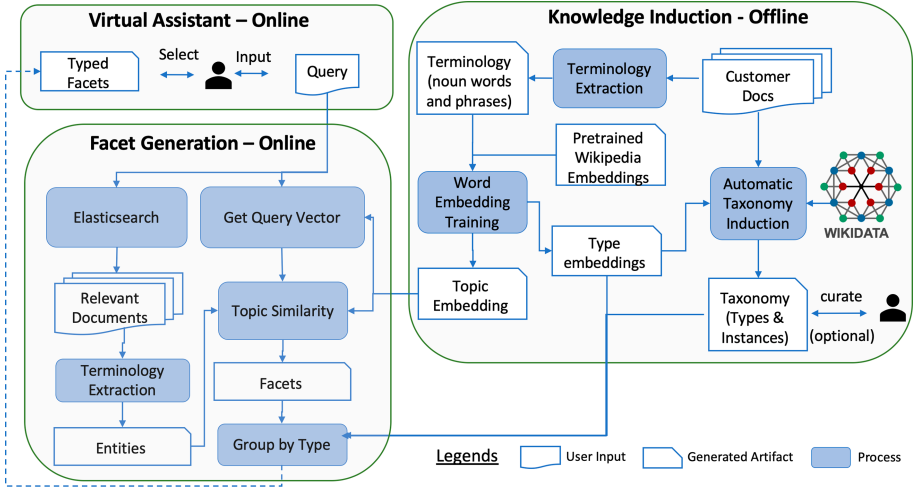 Virtual Assistant – Online
Typed
Facets
Select
Input
Query
Facet Generation – Online
Elasticsearch
Get Query Vector
Relevant
Documents
Topic Similarity
Terminology
Extraction
Facets
Entities
Group by Type
Knowledge Induction - Offline
Terminology
(noun words
and phrases)
Terminology
Extraction
Customer
Docs
Pretrained
Wikipedia
Embeddings
Word
Embedding
Training
Automatic
Taxonomy
Induction
WIKIDATA
Type
embeddings
Topic
Embedding
Taxonomy
(Types &
Instances)
curate
(optional)
Legends
User Input
Generated Artifact
Process